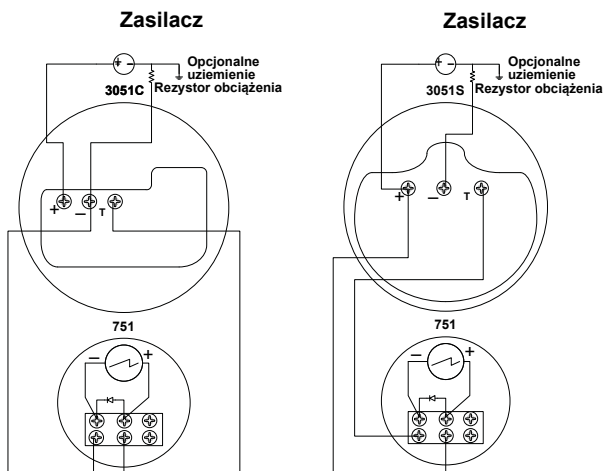 Zasilacz
Opcjonalne
uziemienie
Rezystor obciążenia
3051C
+
−
T
751
−
+
Zasilacz
Opcjonalne
uziemienie
Rezystor obciążenia
3051S
+
−
T
751
−
+